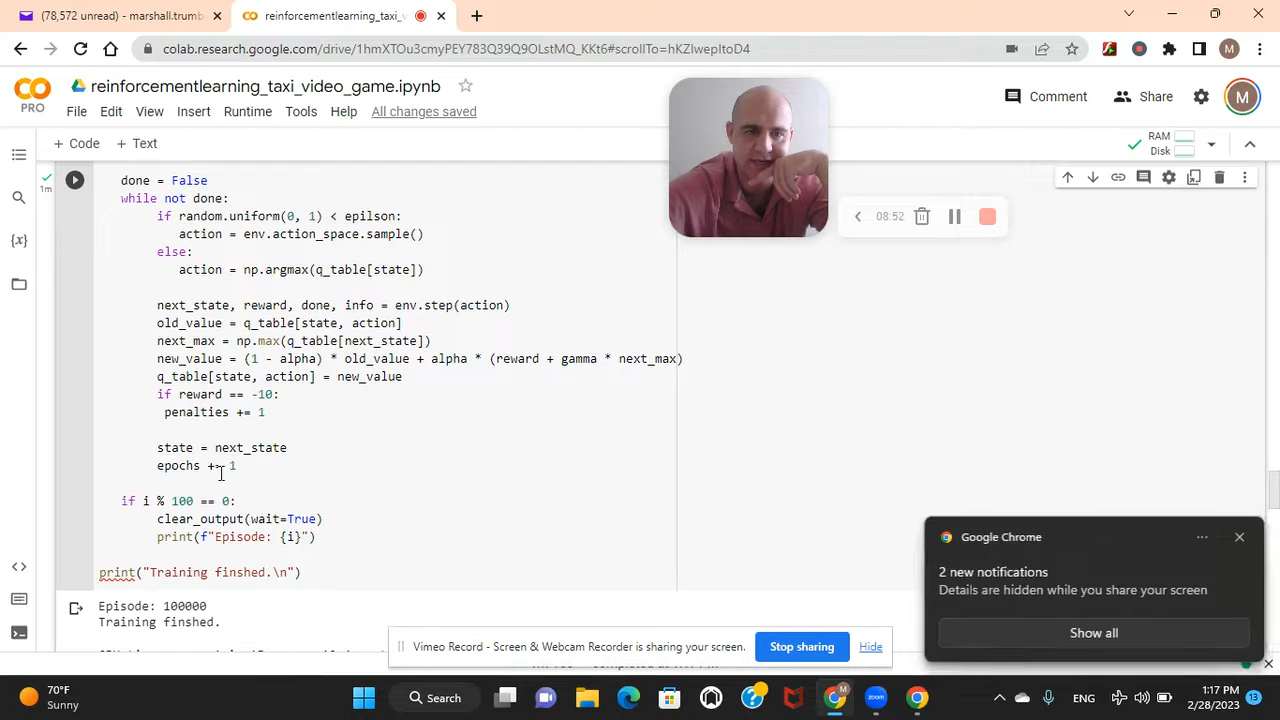 (78,572 unread) - marshall.trumb
reinforcementlearning_taxi_vid
colab.research.google.com/drive/1hmXTOu3cmyPEY783Q39Q9OLstMQ_KKt6#scrollTo=hKZlwepItoD4
M
CO
PRO
reinforcementlearning_taxi_video_game.ipynb
File Edit View Insert Runtime Tools Help All changes saved
Comment Share M
+ Code + Text
RAM
Disk
1m
done = False
while not done:
if random.uniform(0, 1) < epilson:
action = env.action_space.sample()
else:
action = np.argmax(q_table[state])
next_state, reward, done, info = env.step(action)
old_value = q_table[state, action]
next_max = np.max(q_table[next_state])
new_value = (1 - alpha) * old_value + alpha * (reward + gamma * next_max)
q_table[state, action] = new_value
if reward == -10:
penalties += 1
state = next_state
epochs += 1
if i % 100 == 0:
clear_output(wait=True)
print(f"Episode: {i}")
print("Training finshed.\n")
Episode: 100000
Training finshed.
08:52
{x}
Google Chrome
2 new notifications
Details are hidden while you share your screen
Show all
Vimeo Record - Screen & Webcam Recorder is sharing your screen.
Stop sharing
Hide
70°F
Sunny
Search
ENG
1:17 PM
2/28/2023
13